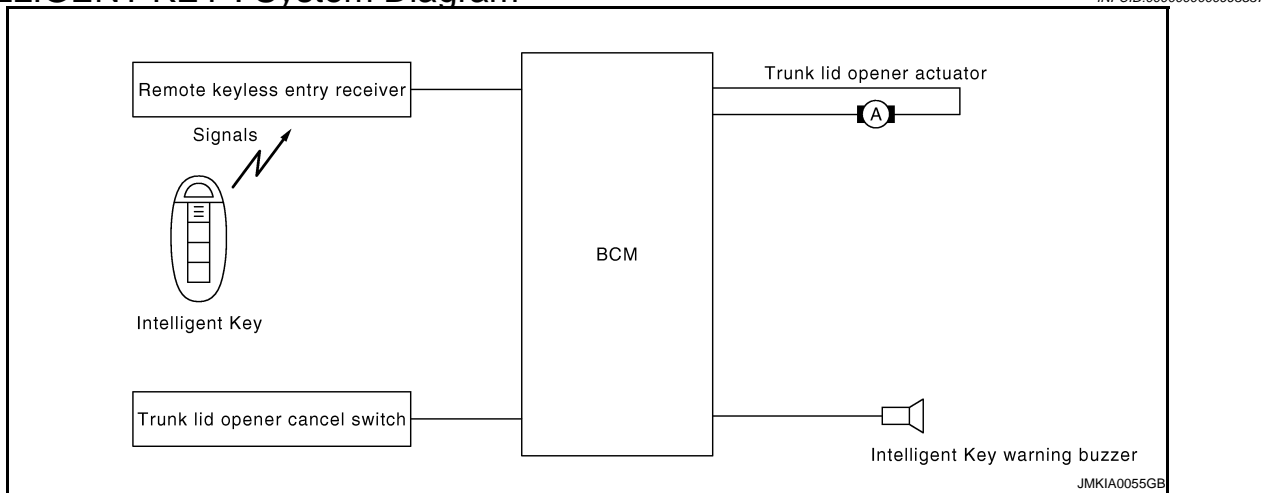 Remote keyless entry receiver
Signals
Intelligent Key
Trunk lid opener cancel switch
BCM
Trunk lid opener actuator
A
Intelligent Key warning buzzer
JMKIA0055GB